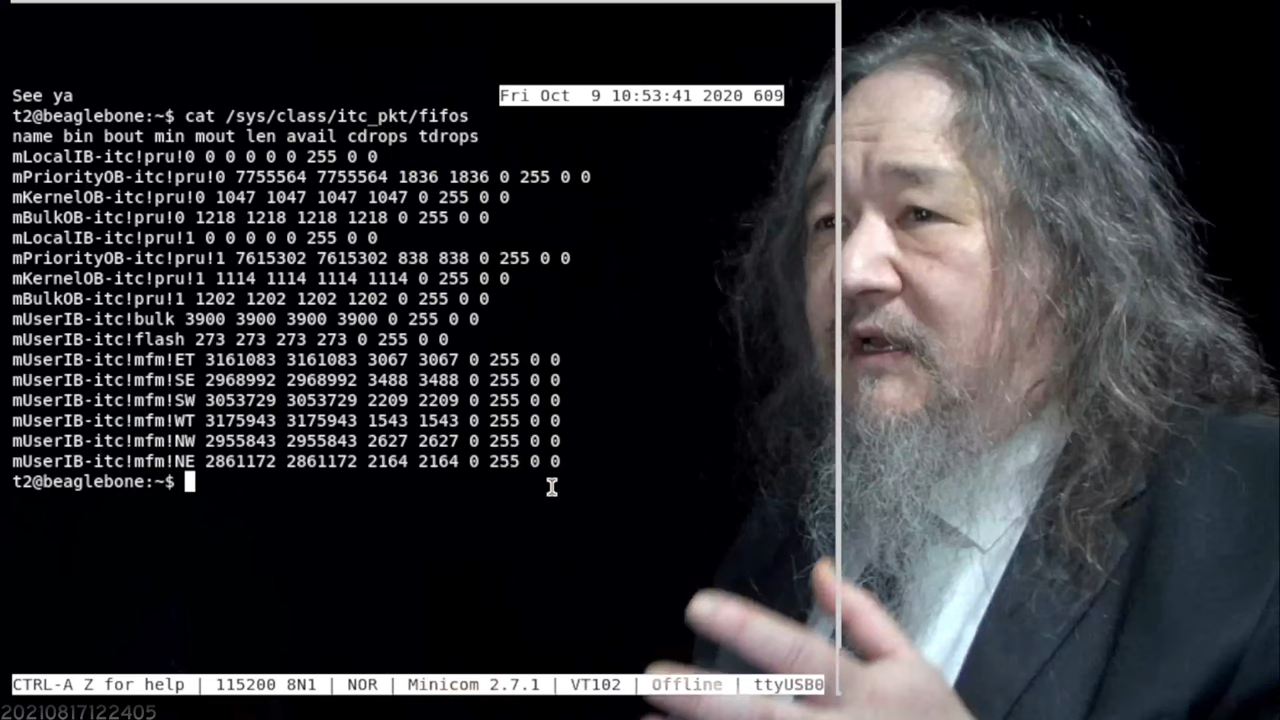 See ya
Fri Oct  9 10:53:41 2020 609
t2@beaglebone:~$ cat /sys/class/itc_pkt/fifos
name bin bout min mout len avail cdrops tdrops
mLocalIB-itc!pru!0 0 0 0 0 0 255 0 0
mPriorityOB-itc!pru!0 7755564 7755564 1836 1836 0 255 0 0
mKernelOB-itc!pru!0 1047 1047 1047 1047 0 255 0 0
mBulkOB-itc!pru!0 1218 1218 1218 1218 0 255 0 0
mLocalIB-itc!pru!1 0 0 0 0 0 255 0 0
mPriorityOB-itc!pru!1 7615302 7615302 838 838 0 255 0 0
mKernelOB-itc!pru!1 1114 1114 1114 1114 0 255 0 0
mBulkOB-itc!pru!1 1202 1202 1202 1202 0 255 0 0
mUserIB-itc!bulk 3900 3900 3900 3900 0 255 0 0
mUserIB-itc!flash 273 273 273 273 0 255 0 0
mUserIB-itc!mfm!ET 3161083 3161083 3067 3067 0 255 0 0
mUserIB-itc!mfm!SE 2968992 2968992 3488 3488 0 255 0 0
mUserIB-itc!mfm!SW 3053729 3053729 2209 2209 0 255 0 0
mUserIB-itc!mfm!WT 3175943 3175943 1543 1543 0 255 0 0
mUserIB-itc!mfm!NW 2955843 2955843 2627 2627 0 255 0 0
mUserIB-itc!mfm!NE 2861172 2861172 2164 2164 0 255 0 0
t2@beaglebone:~$
CTRL-A Z for help | 115200 8N1 | NOR | Minicom 2.7.1 | VT102 | Offline | ttyUSB0
20210817122405